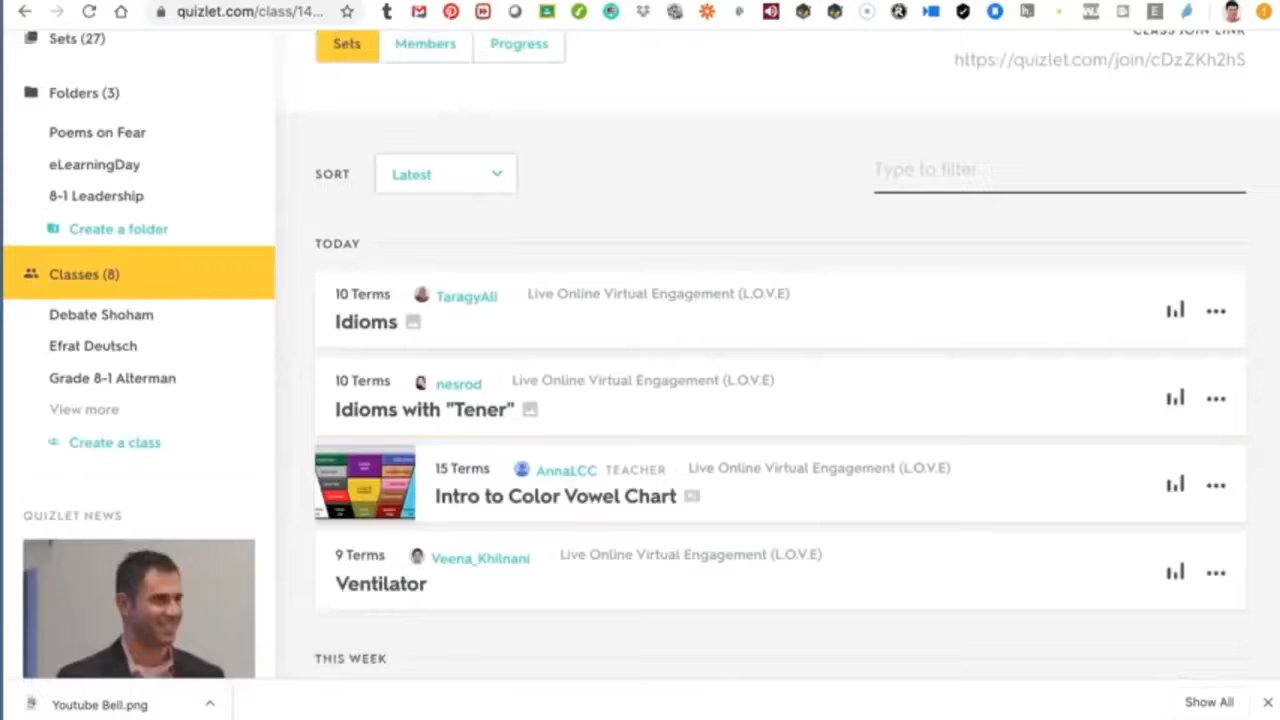 quizlet.com/class/14...
Sets (27)
Sets
Members
Progress
https://quizlet.com/join/cDzZKh2hS
Folders (3)
Poems on Fear
eLearningDay
8-1 Leadership
Create a folder
Classes (8)
Debate Shoham
Efrat Deutsch
Grade 8-1 Alterman
View more
Create a class
QUIZLET NEWS
SORT
Latest
Type to filter
TODAY
10 Terms TaragyAli Live Online Virtual Engagement (L.O.V.E)
Idioms
10 Terms nesrod Live Online Virtual Engagement (L.O.V.E)
Idioms with "Tener"
15 Terms AnnaLCC TEACHER Live Online Virtual Engagement (L.O.V.E)
Intro to Color Vowel Chart
9 Terms Veena_Khilnani Live Online Virtual Engagement (L.O.V.E)
Ventilator
THIS WEEK
Youtube Bell.png
Show All